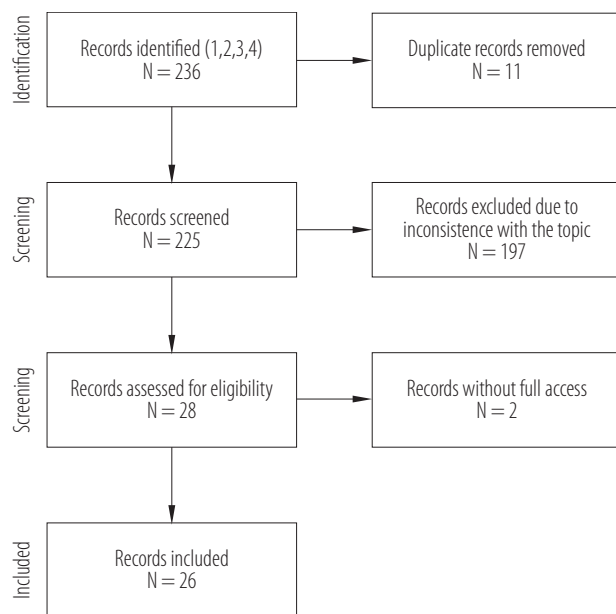 Identification
Records identified (1,2,3,4)
N = 236
Duplicate records removed
N = 11
Screening
Records screened
N = 225
Records excluded due to
inconsistence with the topic
N = 197
Screening
Records assessed for eligibility
N = 28
Records without full access
N = 2
Included
Records included
N = 26